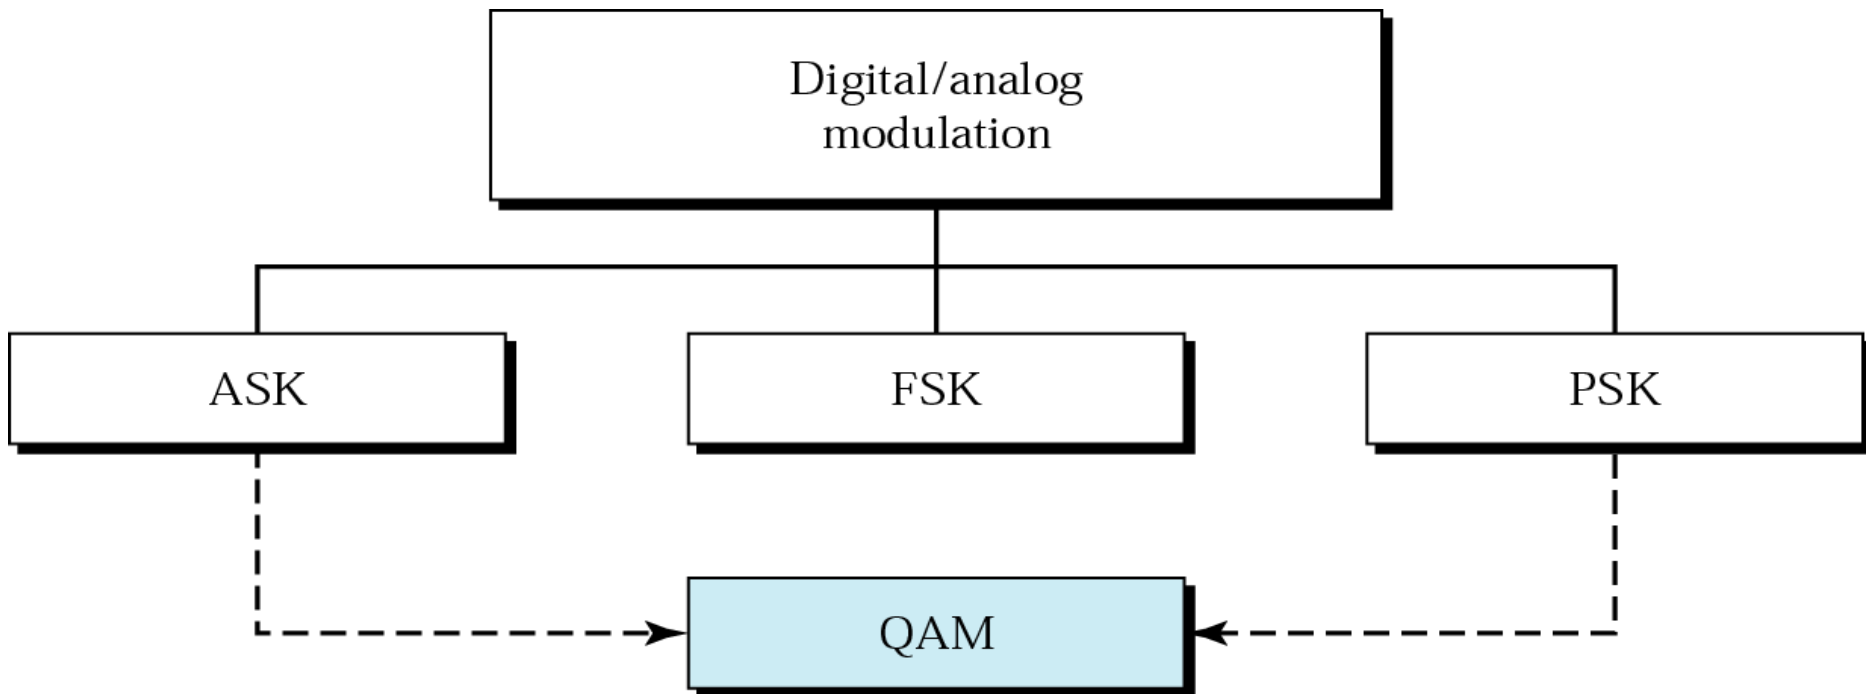 Digital/analog
modulation
ASK
FSK
PSK
QAM